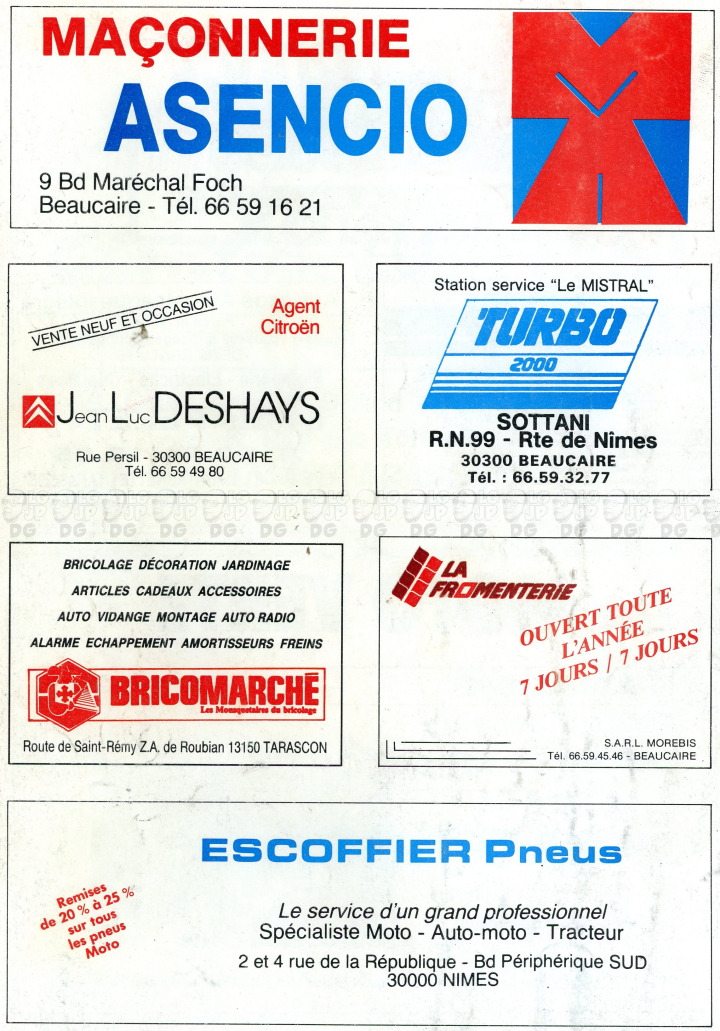 MAÇONNERIE
ASENCIO
9 Bd Maréchal Foch
Beaucaire - Tél. 66 59 16 21
VENTE NEUF ET OCCASION
Agent
Citroën
Jean Luc DESHAYS
Rue Persil - 30300 BEAUCAIRE
Tél. 66 59 49 80
Station service "Le MISTRAL"
TURBO
2000
SOTTANI
R.N.99 - Rte de Nîmes
30300 BEAUCAIRE
Tél. : 66.59.32.77
BRICOLAGE DÉCORATION JARDINAGE
ARTICLES CADEAUX ACCESSOIRES
AUTO VIDANGE MONTAGE AUTO RADIO
ALARME ECHAPPEMENT AMORTISSEURS FREINS
BRICOMARCHÉ
Les Mousquetaires du bricolage
Route de Saint-Rémy Z.A. de Roubian 13150 TARASCON
LA
FROMENTERIE
OUVERT TOUTE
L'ANNÉE
7 JOURS / 7 JOURS
S.A.R.L. MOREBIS
Tél. 66.59.45.46 - BEAUCAIRE
ESCOFFIER Pneus
Remises
de 20 % à 25 %
sur tous
les pneus
Moto
Le service d'un grand professionnel
Spécialiste Moto - Auto-moto - Tracteur
2 et 4 rue de la République - Bd Périphérique SUD
30000 NIMES